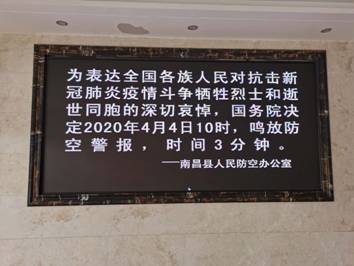 为表达全国各族人民对抗击新
冠肺炎疫情斗争牺牲烈士和逝
世同胞的深切哀悼，国务院决
定2020年4月4日10时，鸣放防
空警报，时间3分钟。
——南昌县人民防空办公室